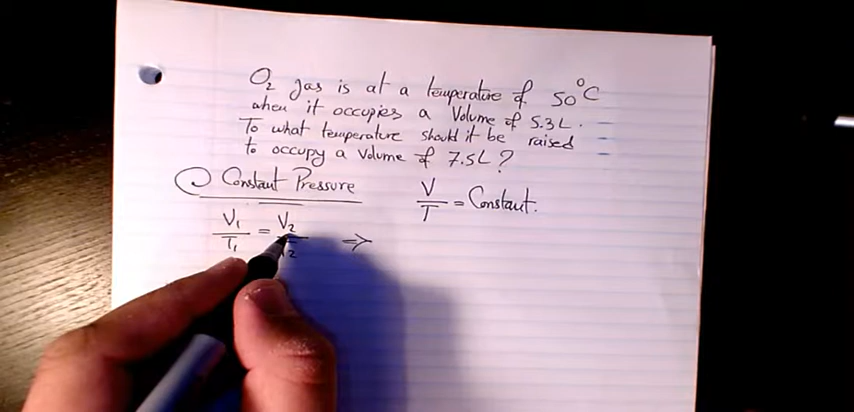 O₂ gas is at a temperature of 50°C
when it occupies a Volume of 5.3L.
To what temperature should it be raised
to occupy a Volume of 7.5L?
@ Constant Pressure
V/T = Constant.
V₁/T₁ = V₂/T₂ ⇒